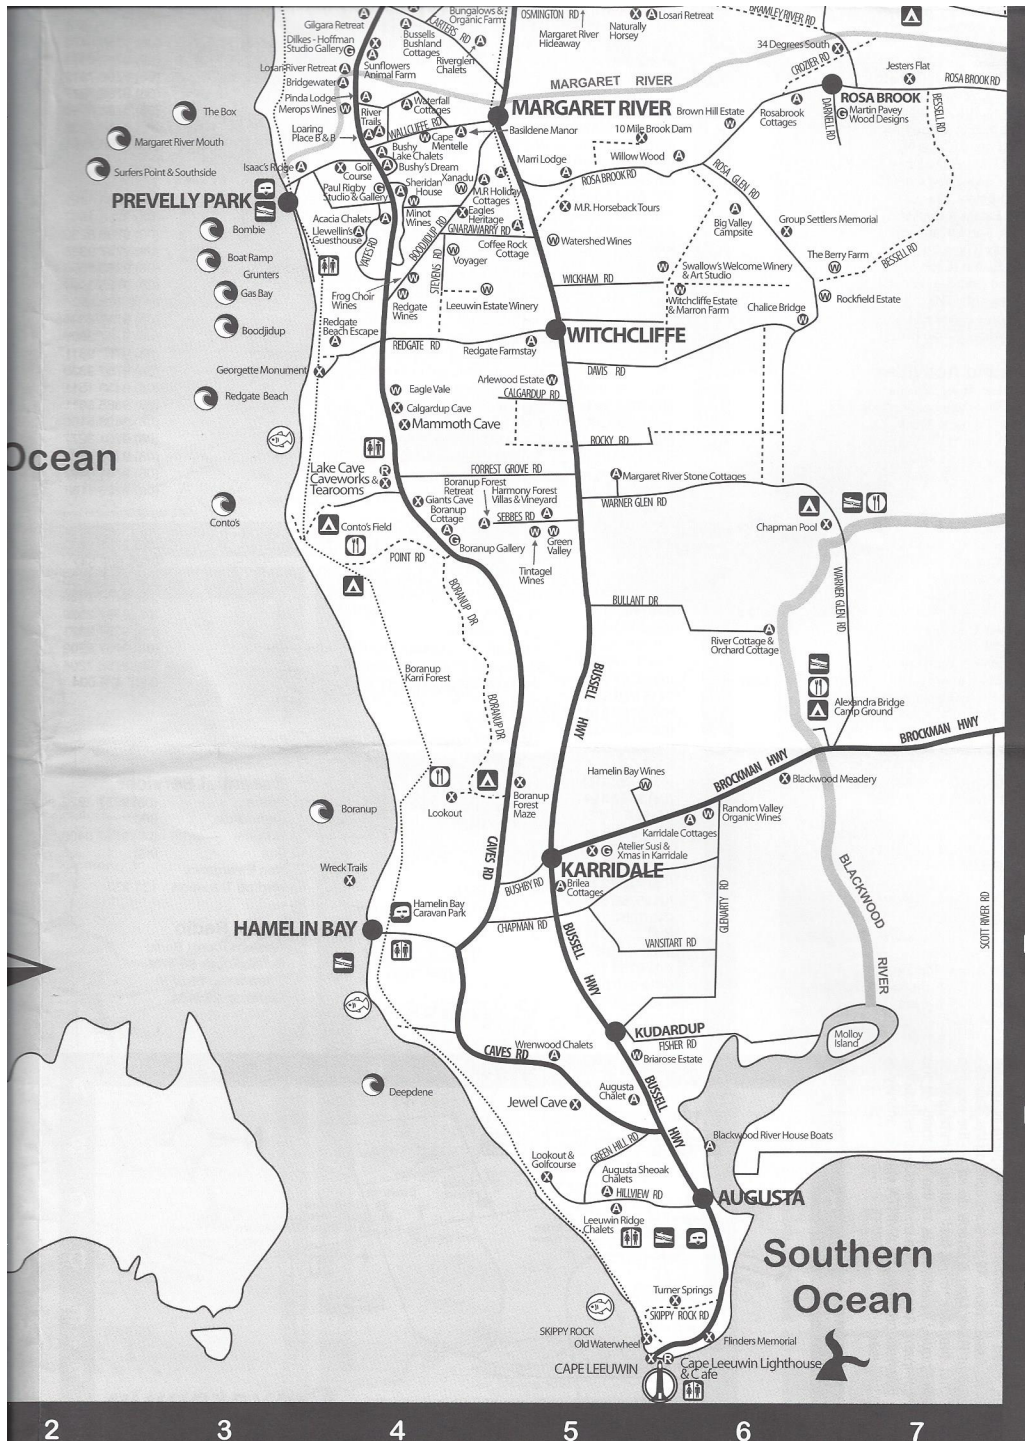 Gilgara Retreat
Bungalows &
Organic Farm
CARTERS RD
OSMINGTON RD
Margaret River
Hideaway
Naturally
Horsey
Losari Retreat
BRAMLEY RIVER RD
Dilkes - Hoffman
Studio Gallery
Bussells
Bushland
Cottages
Riverglen
Chalets
34 Degrees South
CROZIER RD
Jesters Flat
ROSA BROOK RD
Losari River Retreat
Sunflowers
Animal Farm
Bridgewater
MARGARET RIVER
Pinda Lodge
Merops Wines
Waterfall
Cottages
River
Trails
WALLCLIFFE RD
MARGARET RIVER
Brown Hill Estate
ROSA BROOK
Rosabrook
Cottages
DARNELL RD
Martin Pavey
Wood Designs
BESSELL RD
The Box
Loaring
Place B & B
Cape
Mentelle
Basildene Manor
10 Mile Brook Dam
Margaret River Mouth
Bushy
Lake Chalets
Marri Lodge
Willow Wood
Surfers Point & Southside
Isaac's Ridge
Golf
Course
Bushy's Dream
Xanadu
ROSA BROOK RD
ROSA GLEN RD
PREVELLY PARK
Paul Rigby
Studio & Gallery
Sheridan
House
M.R Holiday
Cottages
Minot
Wines
Eagles
Heritage
M.R. Horseback Tours
Big Valley
Campsite
Group Settlers Memorial
Bombie
Acacia Chalets
Llewellin's
Guesthouse
YATES RD
BOODJIDUP RD
GNARAWARRY RD
Coffee Rock
Cottage
Watershed Wines
BESSELL RD
Boat Ramp
Grunters
Gas Bay
STEVENS RD
Voyager
The Berry Farm
Swallow's Welcome Winery
& Art Studio
WICKHAM RD
Frog Choir
Wines
Redgate
Wines
Leeuwin Estate Winery
Witchcliffe Estate
& Marron Farm
Chalice Bridge
Rockfield Estate
Boodjidup
Redgate
Beach Escape
REDGATE RD
Redgate Farmstay
WITCHCLIFFE
Georgette Monument
DAVIS RD
Redgate Beach
Eagle Vale
Arlewood Estate
CALGARDUP RD
Calgardup Cave
Mammoth Cave
ROCKY RD
Ocean
Lake Cave
Caveworks &
Tearooms
FORREST GROVE RD
Margaret River Stone Cottages
WARNER GLEN RD
Giants Cave
Boranup Forest
Retreat
Harmony Forest
Villas & Vineyard
Boranup
Cottage
SEBBES RD
Conto's
Conto's Field
Boranup Gallery
Green
Valley
Tintagel
Wines
Chapman Pool
POINT RD
BORANUP DR
BULLANT DR
WARNER GLEN RD
River Cottage &
Orchard Cottage
Boranup
Karri Forest
BORANUP DR
BUSSELL HWY
Alexandra Bridge
Camp Ground
BROCKMAN HWY
BROCKMAN HWY
Hamelin Bay Wines
Blackwood Meadery
Boranup
Lookout
Boranup
Forest
Maze
Random Valley
Organic Wines
Karridale Cottages
CAVES RD
Atelier Susi &
Xmas in Karridale
KARRIDALE
Wreck Trails
BUSHBY RD
Brilea
Cottages
GLENARTY RD
BLACKWOOD
RIVER
SCOTT RIVER RD
HAMELIN BAY
Hamelin Bay
Caravan Park
CHAPMAN RD
BUSSELL HWY
VANSITART RD
KUDARDUP
FISHER RD
Molloy
Island
CAVES RD
Wrenwood Chalets
Briarose Estate
Deepdene
Jewel Cave
Augusta
Chalet
BUSSELL HWY
Blackwood River House Boats
Lookout &
Golfcourse
GREEN HILL RD
Augusta Sheoak
Chalets
HILLVIEW RD
AUGUSTA
Leeuwin Ridge
Chalets
Southern
Ocean
Turner Springs
SKIPPY ROCK RD
SKIPPY ROCK
Old Waterwheel
Flinders Memorial
CAPE LEEUWIN
Cape Leeuwin Lighthouse
& Cafe
2 3 4 5 6 7